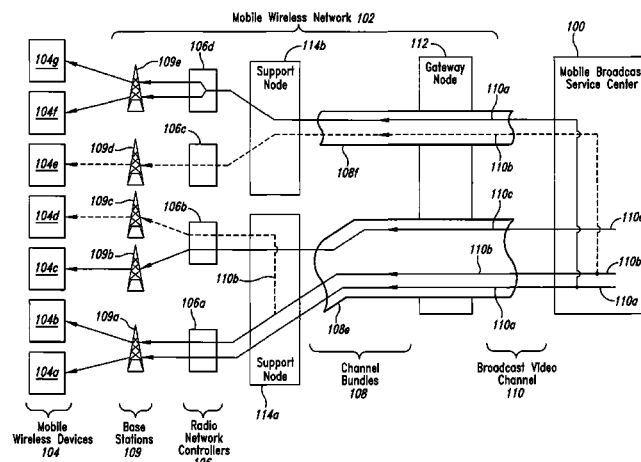 Mobile Wireless Network 102
100
114b
112
106d
109e
Support
Node
Gateway
Node
Mobile Broadcast
Service Center
104g
110a
104f
109d
106c
104e
110b
108f
109c
106b
110c
104d
109b
110c
104c
110b
110b
110b
109a
106a
110a
104b
110a
108e
104a
Support
Node
114a
Channel
Bundles
108
Broadcast Video
Channel
110
Mobile
Wireless Devices
104
Base
Stations
109
Radio
Network
Controllers
106